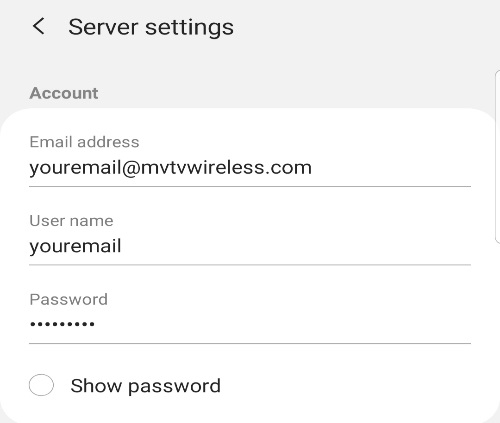 Server settings
Account
Email address
youremail@mvtvwireless.com
User name
youremail
Password
•••••••••
Show password